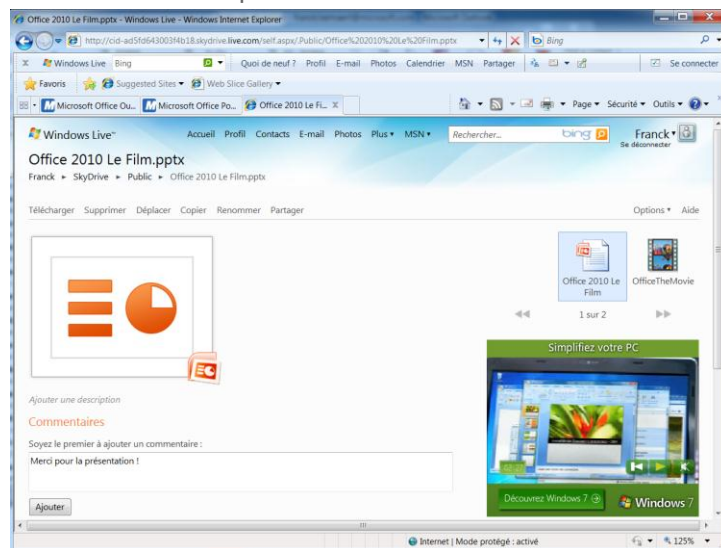 Office 2010 Le Film.pptx - Windows Live - Windows Internet Explorer
http://cid-ad5fd643003f4b18.skydrive.live.com/self.aspx/.Public/Office%202010%20Le%20Film.pptx Bing
x Windows Live Bing Quoi de neuf ? Profil E-mail Photos Calendrier MSN Partager Se connecter
Favoris Suggested Sites Web Slice Gallery
Microsoft Office Ou... Microsoft Office Po... Office 2010 Le Fi... X Page Sécurité Outils
Windows Live™ Accueil Profil Contacts E-mail Photos Plus MSN Rechercher... bing Franck
Se déconnecter
Office 2010 Le Film.pptx
Franck ► SkyDrive ► Public ► Office 2010 Le Film.pptx
Télécharger Supprimer Déplacer Copier Renommer Partager Options Aide
Office 2010 Le
Film
OfficeTheMovie
1 sur 2
Simplifiez votre PC
Ajouter une description
Commentaires
Soyez le premier à ajouter un commentaire :
Merci pour la présentation !
Ajouter
Découvrez Windows 7
Windows 7
Internet | Mode protégé : activé 125%